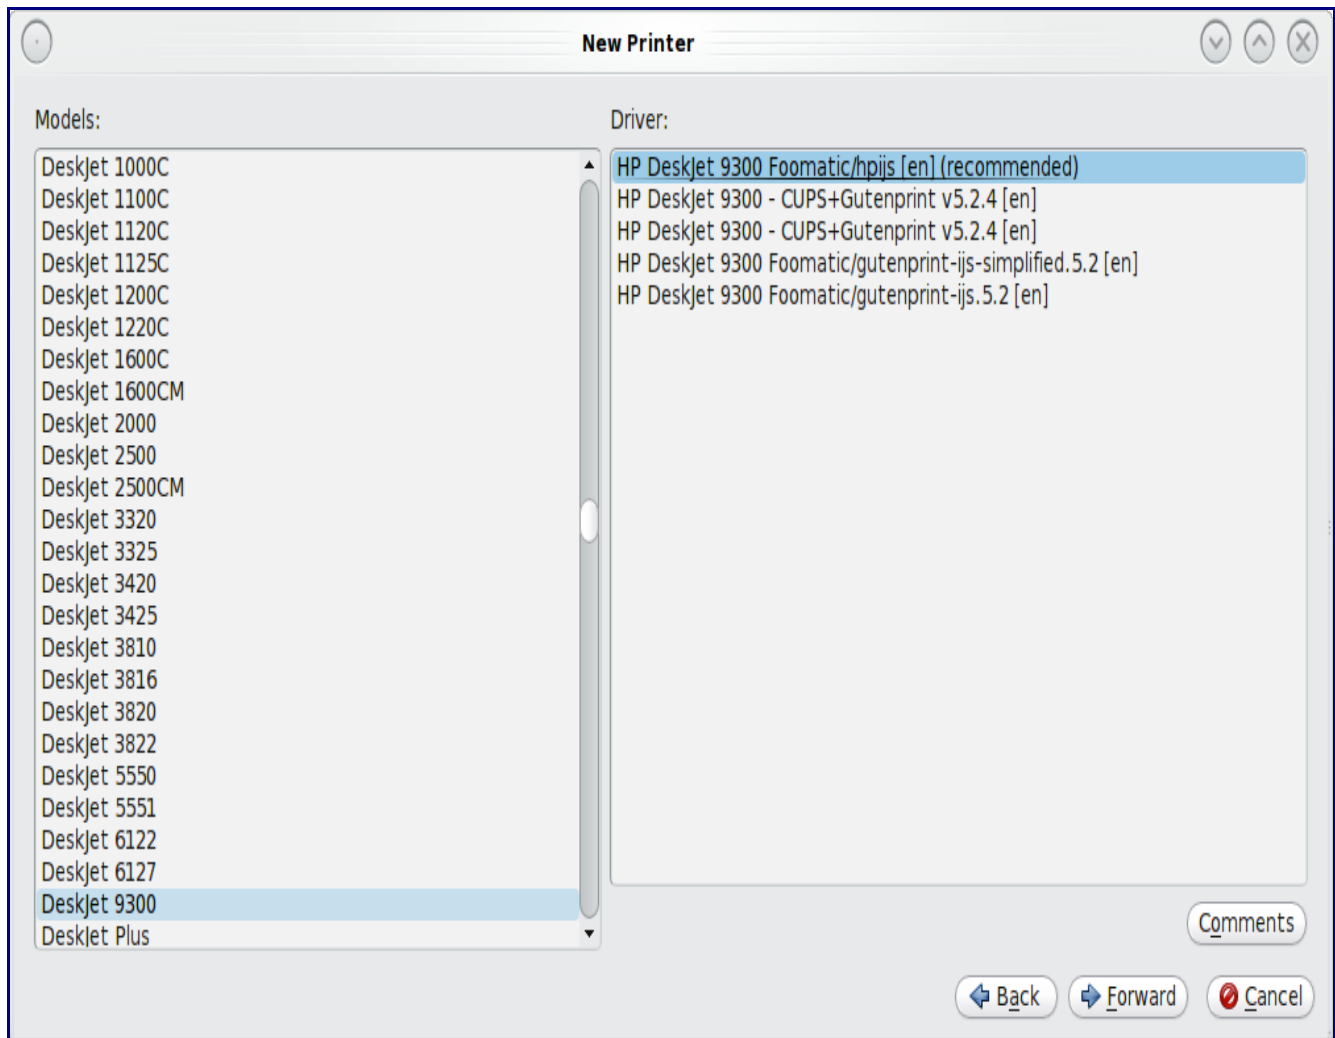 New Printer
Models:
DeskJet 1000C
DeskJet 1100C
DeskJet 1120C
DeskJet 1125C
DeskJet 1200C
DeskJet 1220C
DeskJet 1600C
DeskJet 1600CM
DeskJet 2000
DeskJet 2500
DeskJet 2500CM
DeskJet 3320
DeskJet 3325
DeskJet 3420
DeskJet 3425
DeskJet 3810
DeskJet 3816
DeskJet 3820
DeskJet 3822
DeskJet 5550
DeskJet 5551
DeskJet 6122
DeskJet 6127
DeskJet 9300
DeskJet Plus
Driver:
HP DeskJet 9300 Foomatic/hpijs [en] (recommended)
HP DeskJet 9300 - CUPS+Gutenprint v5.2.4 [en]
HP DeskJet 9300 - CUPS+Gutenprint v5.2.4 [en]
HP DeskJet 9300 Foomatic/gutenprint-ijs-simplified.5.2 [en]
HP DeskJet 9300 Foomatic/gutenprint-ijs.5.2 [en]
Comments
Back Forward Cancel